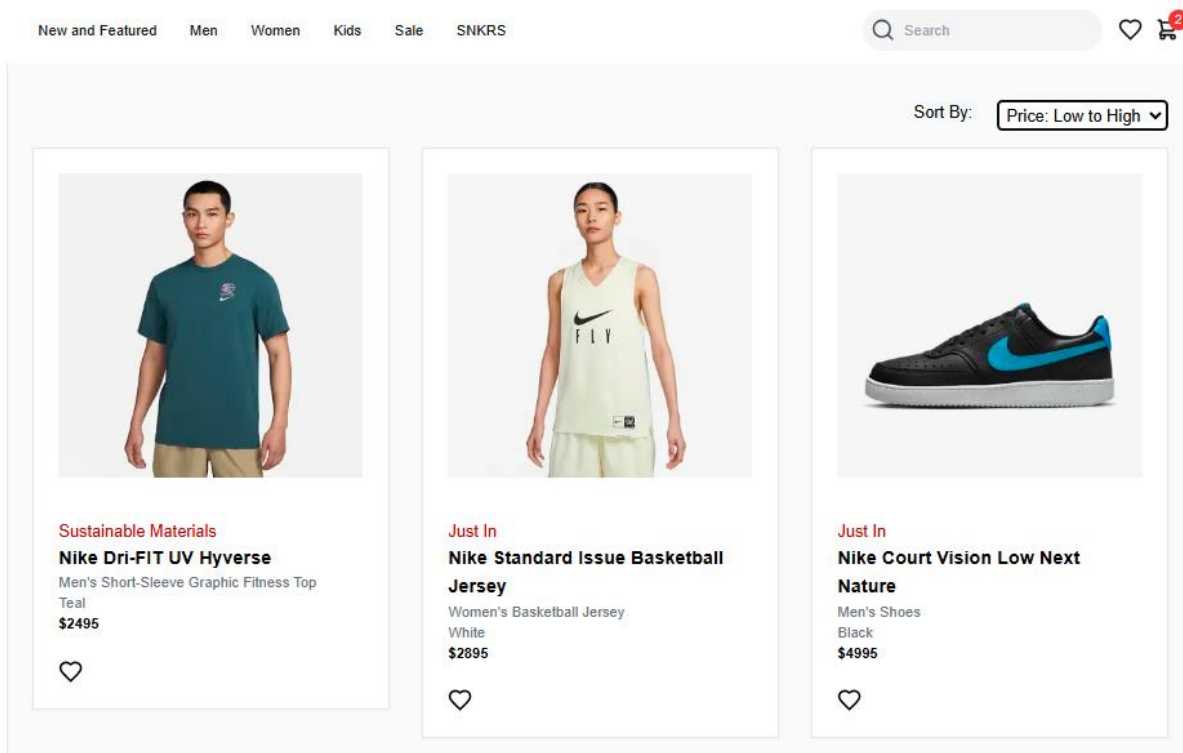 New and Featured Men Women Kids Sale SNKRS Search 2
Sort By: Price: Low to High
FLY
Sustainable Materials
Nike Dri-FIT UV Hyverse
Men's Short-Sleeve Graphic Fitness Top
Teal
$2495
Just In
Nike Standard Issue Basketball
Jersey
Women's Basketball Jersey
White
$2895
Just In
Nike Court Vision Low Next
Nature
Men's Shoes
Black
$4995